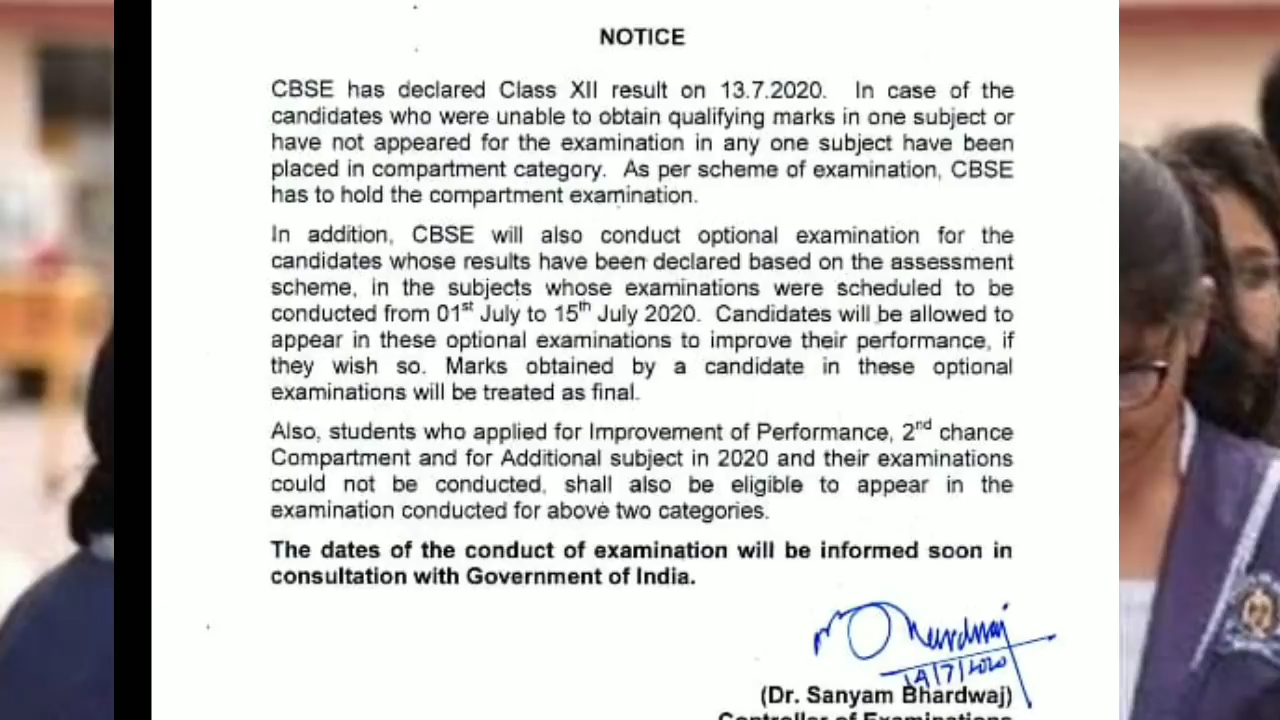 NOTICE
CBSE has declared Class XII result on 13.7.2020. In case of the
candidates who were unable to obtain qualifying marks in one subject or
have not appeared for the examination in any one subject have been
placed in compartment category. As per scheme of examination, CBSE
has to hold the compartment examination.
In addition, CBSE will also conduct optional examination for the
candidates whose results have been declared based on the assessment
scheme, in the subjects whose examinations were scheduled to be
conducted from 01st July to 15th July 2020. Candidates will be allowed to
appear in these optional examinations to improve their performance, if
they wish so. Marks obtained by a candidate in these optional
examinations will be treated as final.
Also, students who applied for Improvement of Performance, 2nd chance
Compartment and for Additional subject in 2020 and their examinations
could not be conducted, shall also be eligible to appear in the
examination conducted for above two categories.
The dates of the conduct of examination will be informed soon in
consultation with Government of India.
14/7/2020
(Dr. Sanyam Bhardwaj)
Controller of Examinations